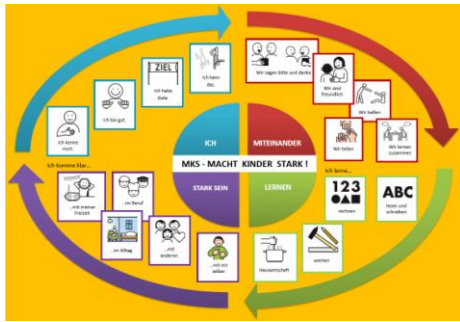 ZIEL
Ich kann
das.
Ich habe
Ziele.
Ich bin gut.
Ich kenne
mich.
Wir sagen bitte und danke
Wir sind
freundlich
Wir helfen
Wir teilen
Wir lernen
zusammen
ICH
MITEINANDER
MKS - MACHT KINDER STARK !
STARK SEIN
LERNEN
Ich komme klar...
...mit meiner
Freizeit
...im Beruf
...im Alltag
...mit
anderen
...mit mir
selber
Ich lerne...
123
rechnen
ABC
lesen und
schreiben
Hauswirtschaft
werken